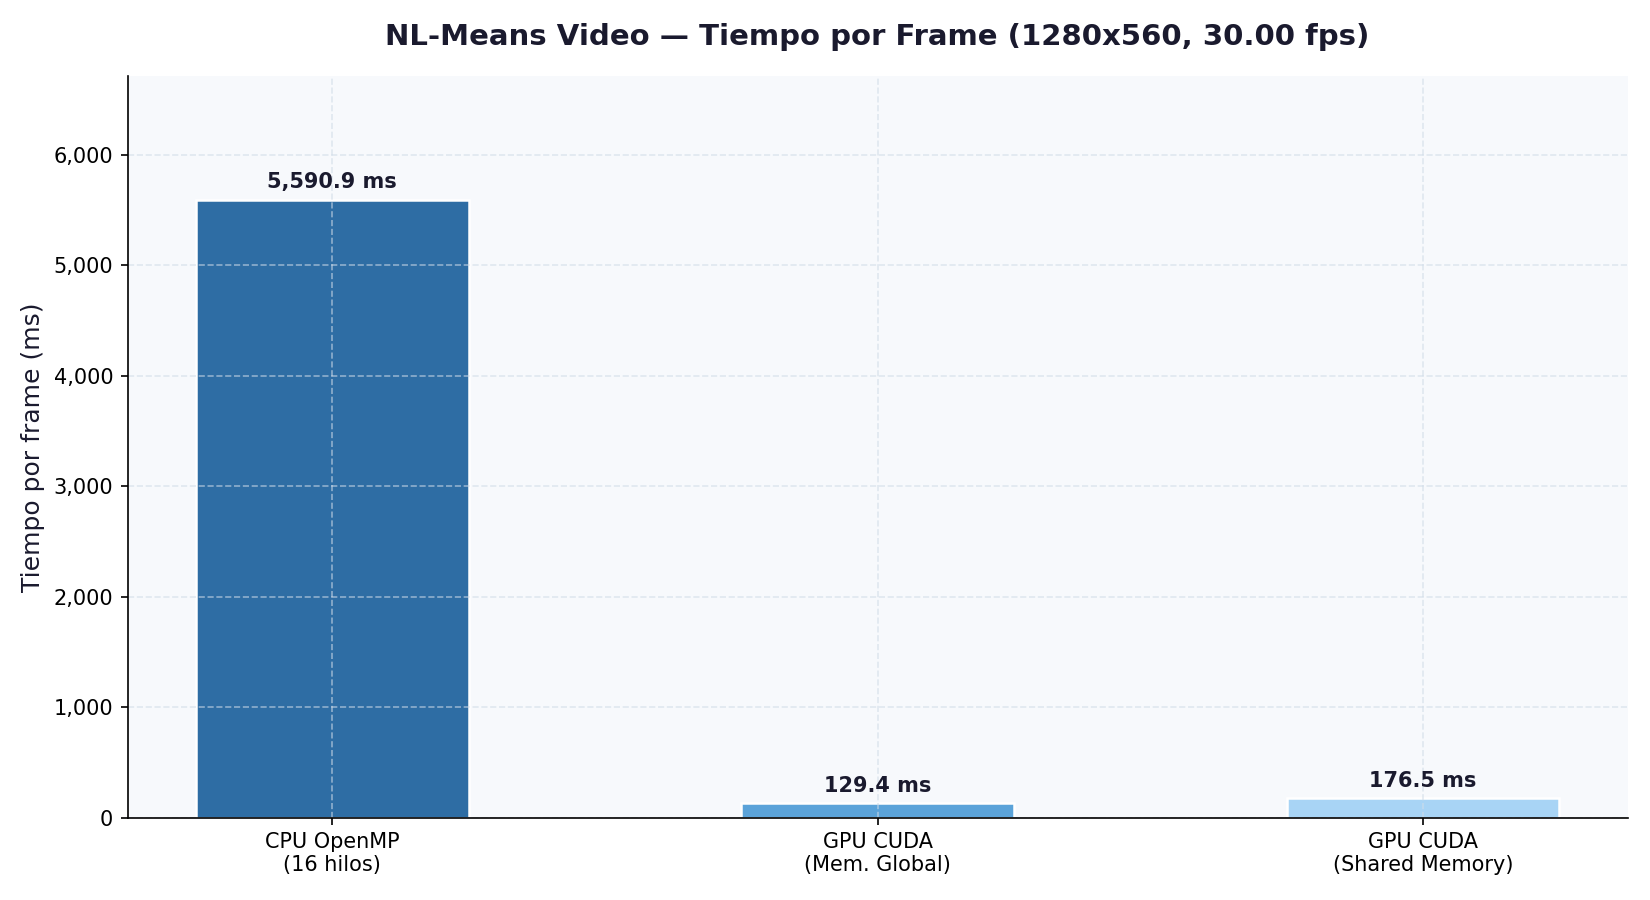 NL-Means Video — Tiempo por Frame (1280x560, 30.00 fps)
Tiempo por frame (ms)
6,000
5,000
4,000
3,000
2,000
1,000
0
5,590.9 ms
129.4 ms
176.5 ms
CPU OpenMP
(16 hilos)
GPU CUDA
(Mem. Global)
GPU CUDA
(Shared Memory)